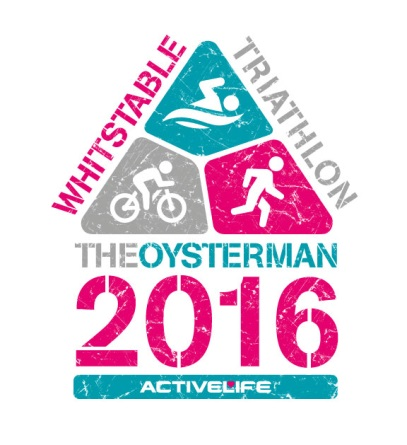 WHITSTABLE
TRIATHLON
THEOYSTERMAN
2016
ACTIVELIFE